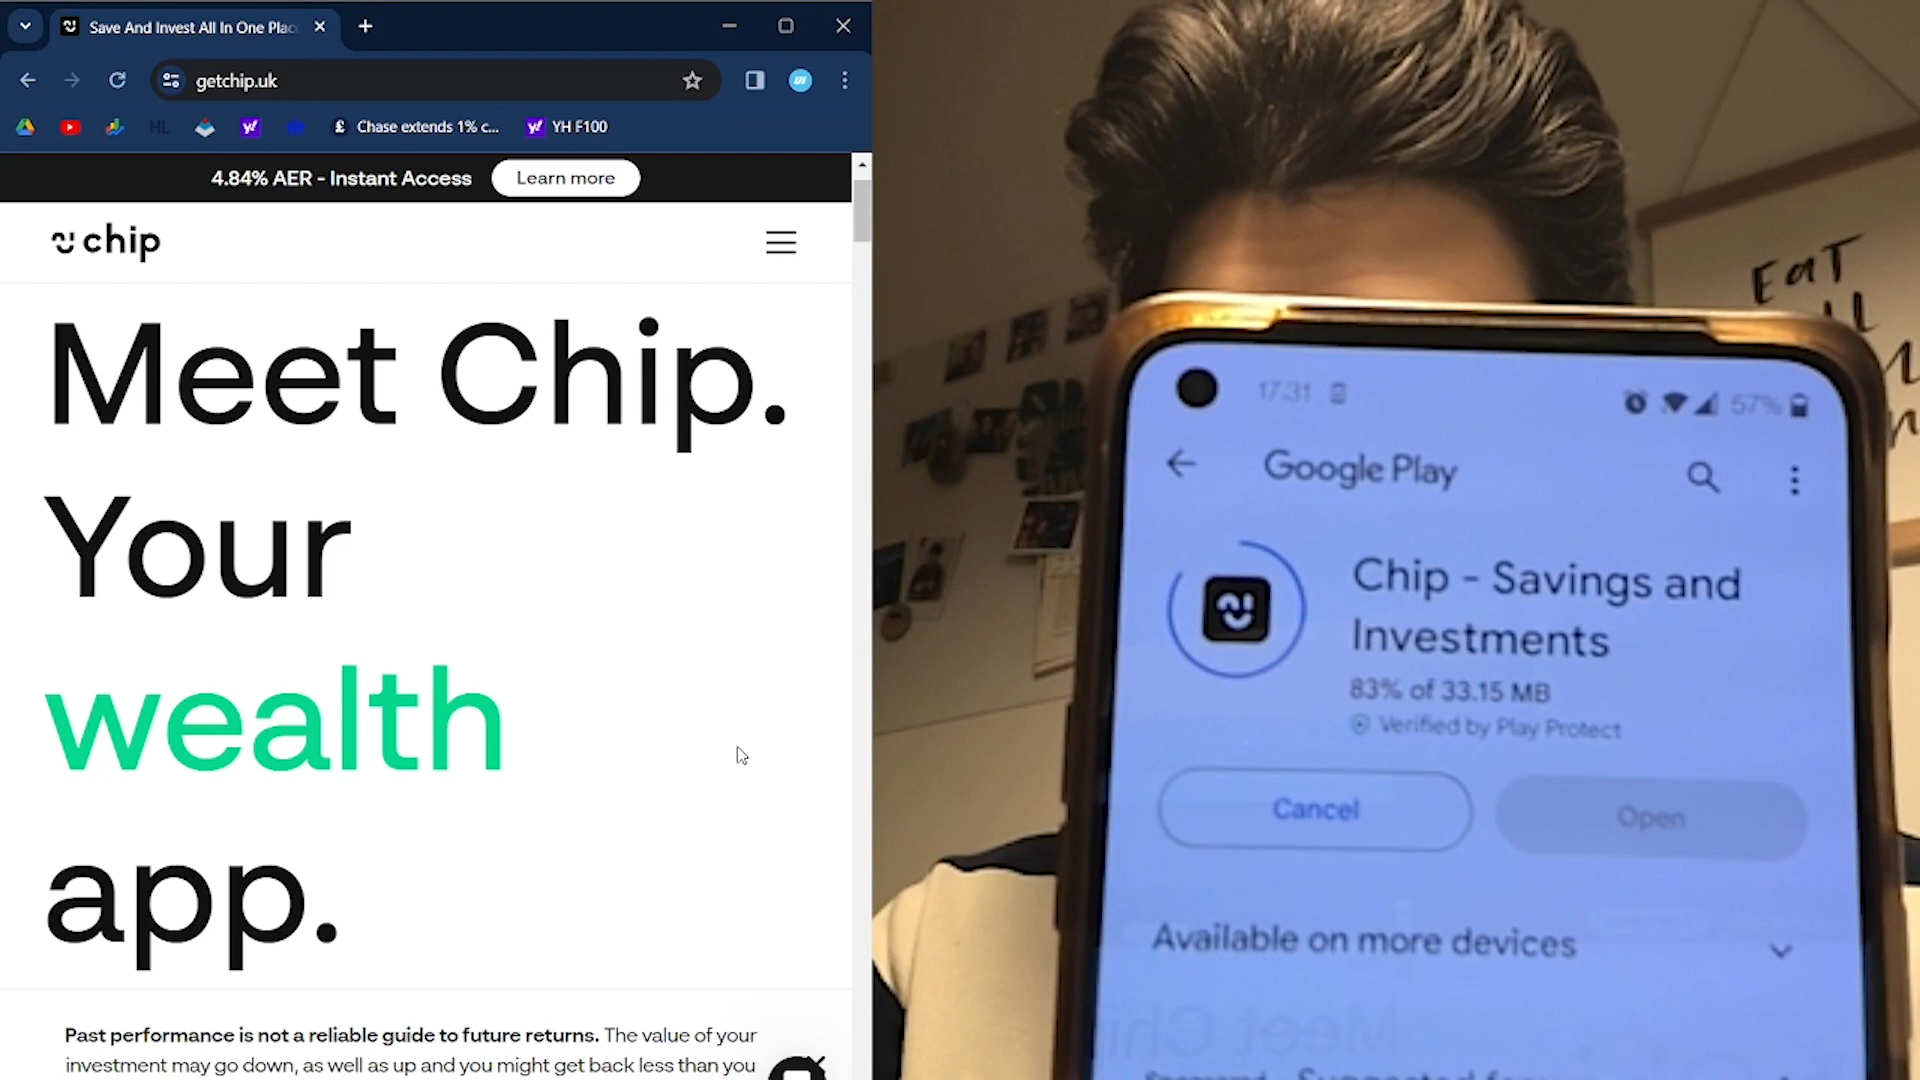 Save And Invest All In One Plac
getchip.uk
HL
y!
£ Chase extends 1% c...
y! YH F100
4.84% AER - Instant Access
Learn more
chip
Meet Chip.
Your
wealth
app.
Past performance is not a reliable guide to future returns. The value of your
investment may go down, as well as up and you might get back less than you
EaT
17:31
57%
Google Play
Chip - Savings and
Investments
83% of 33.15 MB
Verified by Play Protect
Cancel
Open
Available on more devices
Meet Chi